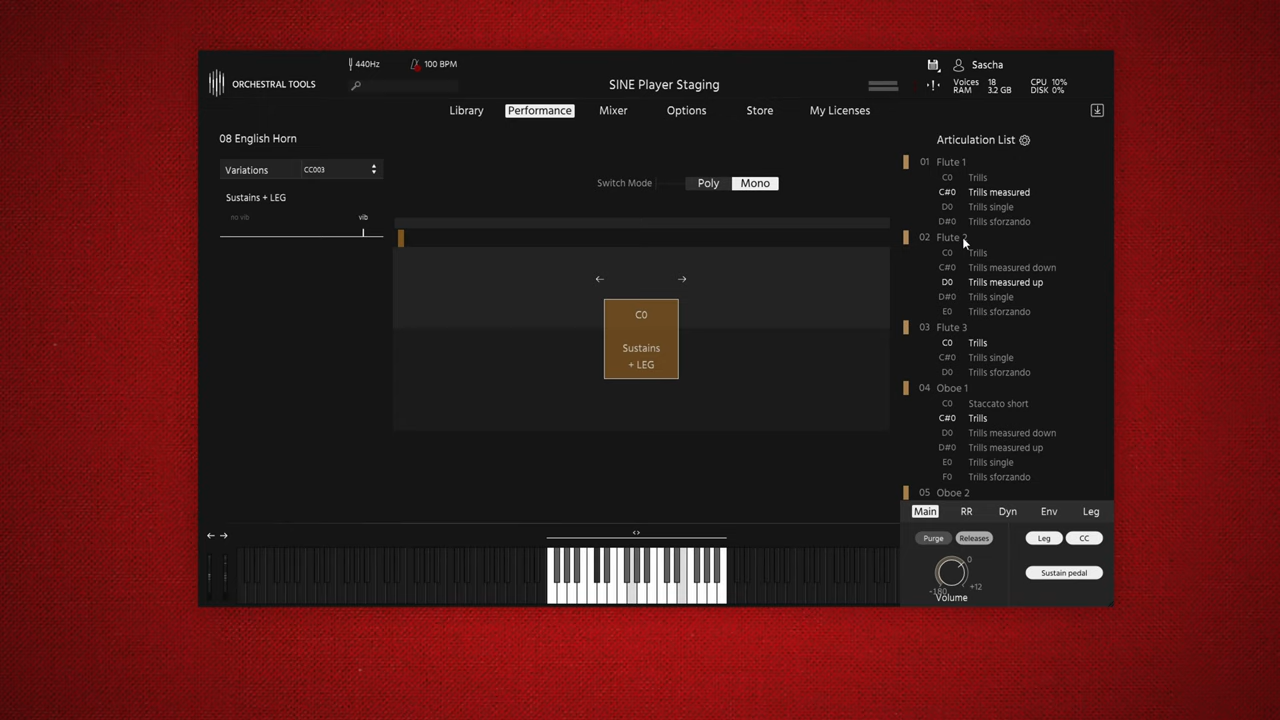 440Hz
100 BPM
ORCHESTRAL TOOLS
SINE Player Staging
Sascha
Voices 18
RAM 3.2 GB
CPU 10%
DISK 0%
Library
Performance
Mixer
Options
Store
My Licenses
08 English Horn
Variations
CC003
Sustains + LEG
no vib
vib
Switch Mode
Poly
Mono
C0
Sustains
+ LEG
Articulation List
01 Flute 1
C0 Trills
C#0 Trills measured
D0 Trills single
D#0 Trills sforzando
02 Flute 2
C0 Trills
C#0 Trills measured down
D0 Trills measured up
D#0 Trills single
E0 Trills sforzando
03 Flute 3
C0 Trills
C#0 Trills single
D0 Trills sforzando
04 Oboe 1
C0 Staccato short
C#0 Trills
D0 Trills measured down
D#0 Trills measured up
E0 Trills single
F0 Trills sforzando
05 Oboe 2
Main
RR
Dyn
Env
Leg
Purge
Releases
Leg
CC
0
-180
+12
Volume
Sustain pedal